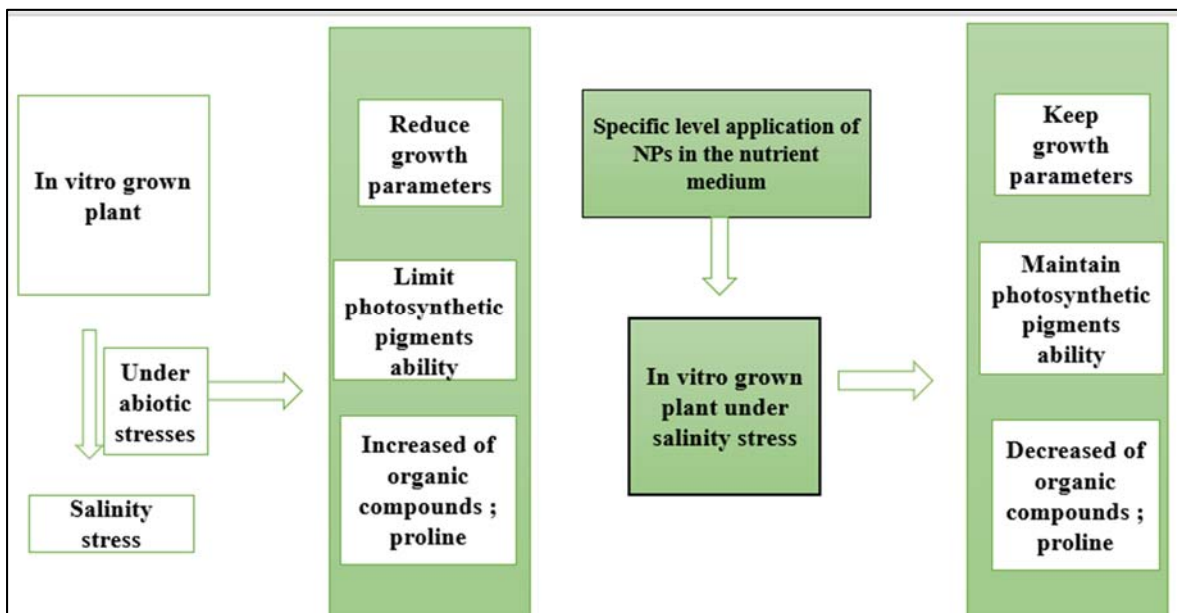 In vitro grown
plant
Under
abiotic
stresses
Salinity
stress
Reduce
growth
parameters
Limit
photosynthetic
pigments
ability
Increased of
organic
compounds ;
proline
Specific level application of
NPs in the nutrient
medium
In vitro grown
plant under
salinity stress
Keep
growth
parameters
Maintain
photosynthetic
pigments
ability
Decreased of
organic
compounds ;
proline